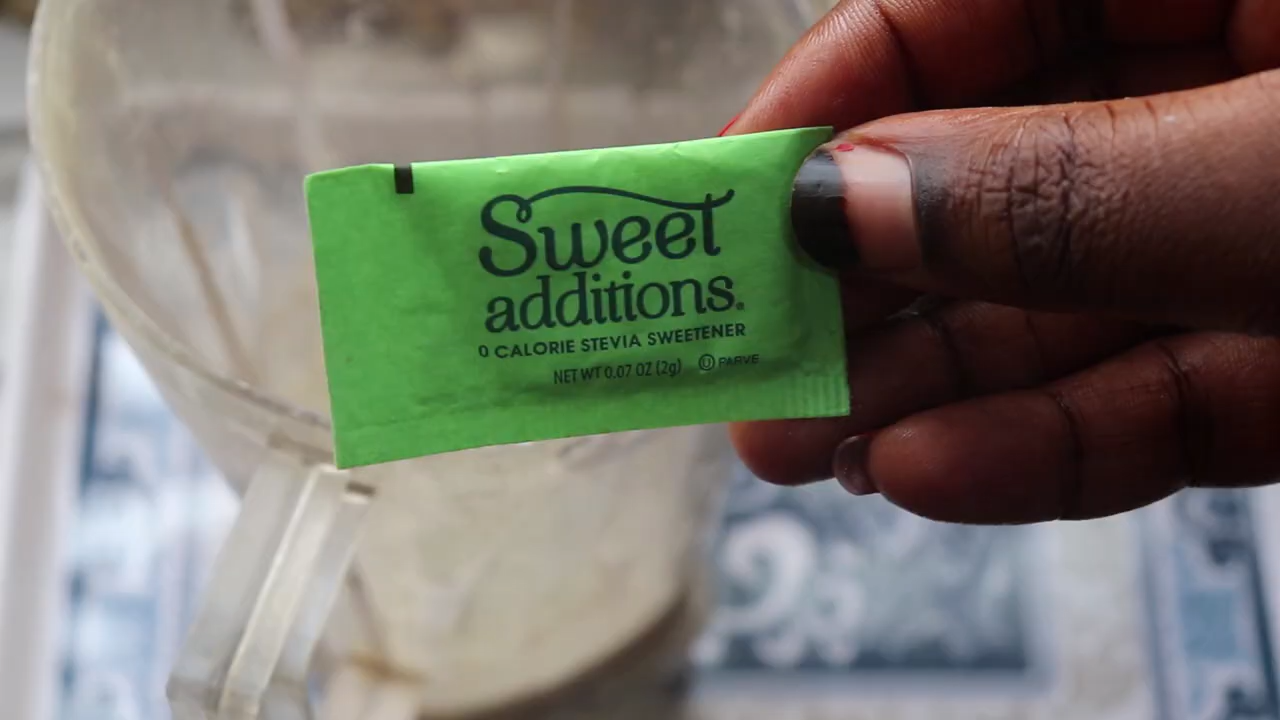 Sweet
additions®
0 CALORIE STEVIA SWEETENER
NET WT 0.07 OZ (2g) Ⓤ PARVE